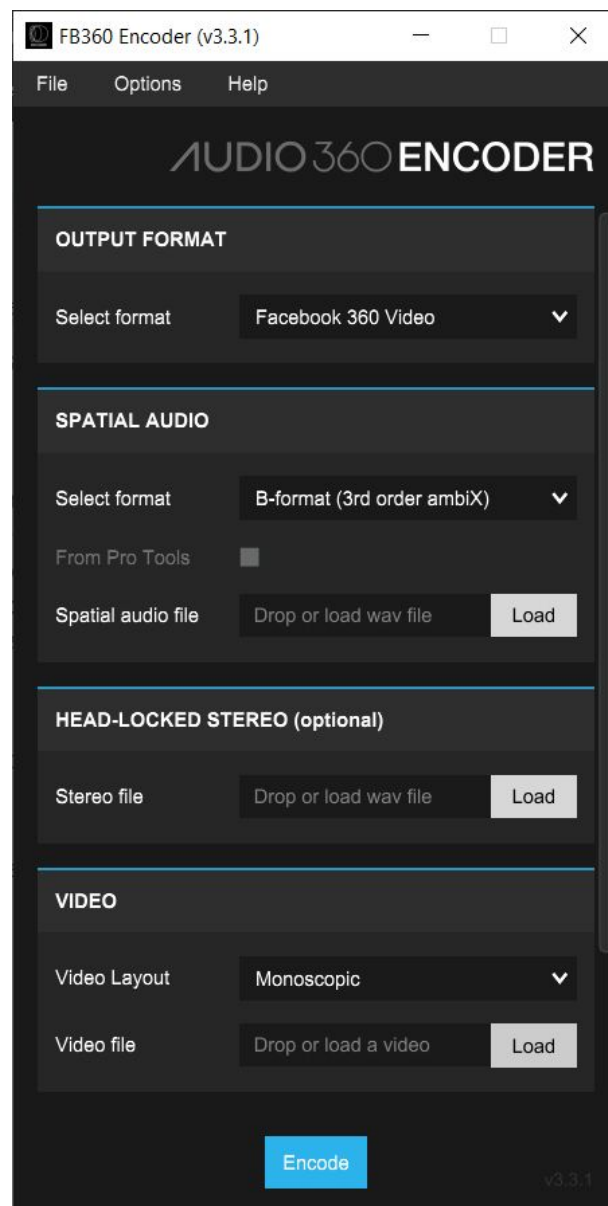 FB360 Encoder (v3.3.1)
File Options Help
AUDIO 360 ENCODER
OUTPUT FORMAT
Select format Facebook 360 Video
SPATIAL AUDIO
Select format B-format (3rd order ambiX)
From Pro Tools
Spatial audio file Drop or load wav file Load
HEAD-LOCKED STEREO (optional)
Stereo file Drop or load wav file Load
VIDEO
Video Layout Monoscopic
Video file Drop or load a video Load
Encode
v3.3.1